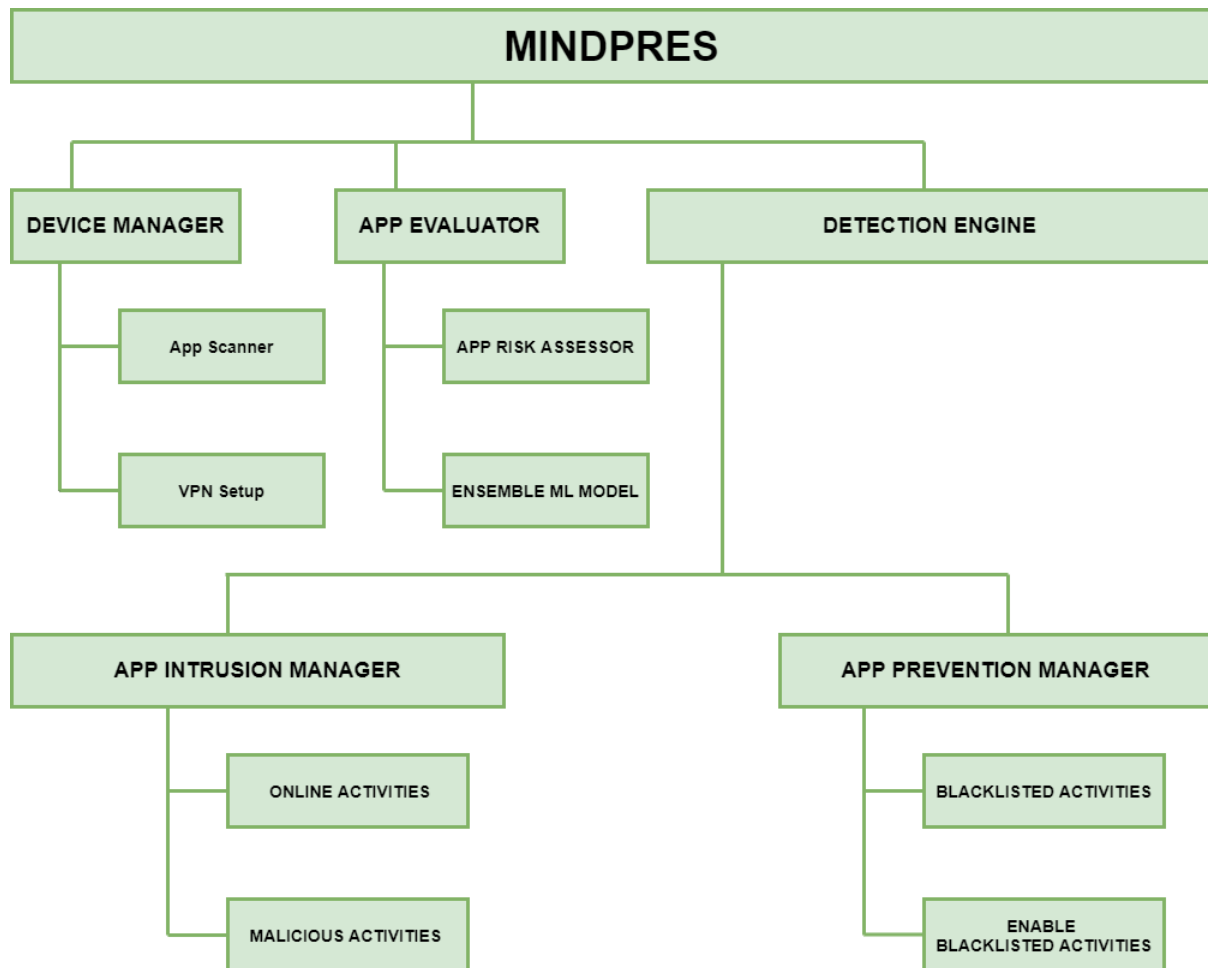 MINDPRES
DEVICE MANAGER
APP EVALUATOR
DETECTION ENGINE
App Scanner
APP RISK ASSESSOR
VPN Setup
ENSEMBLE ML MODEL
APP INTRUSION MANAGER
APP PREVENTION MANAGER
ONLINE ACTIVITIES
BLACKLISTED ACTIVITIES
MALICIOUS ACTIVITIES
ENABLE
BLACKLISTED ACTIVITIES